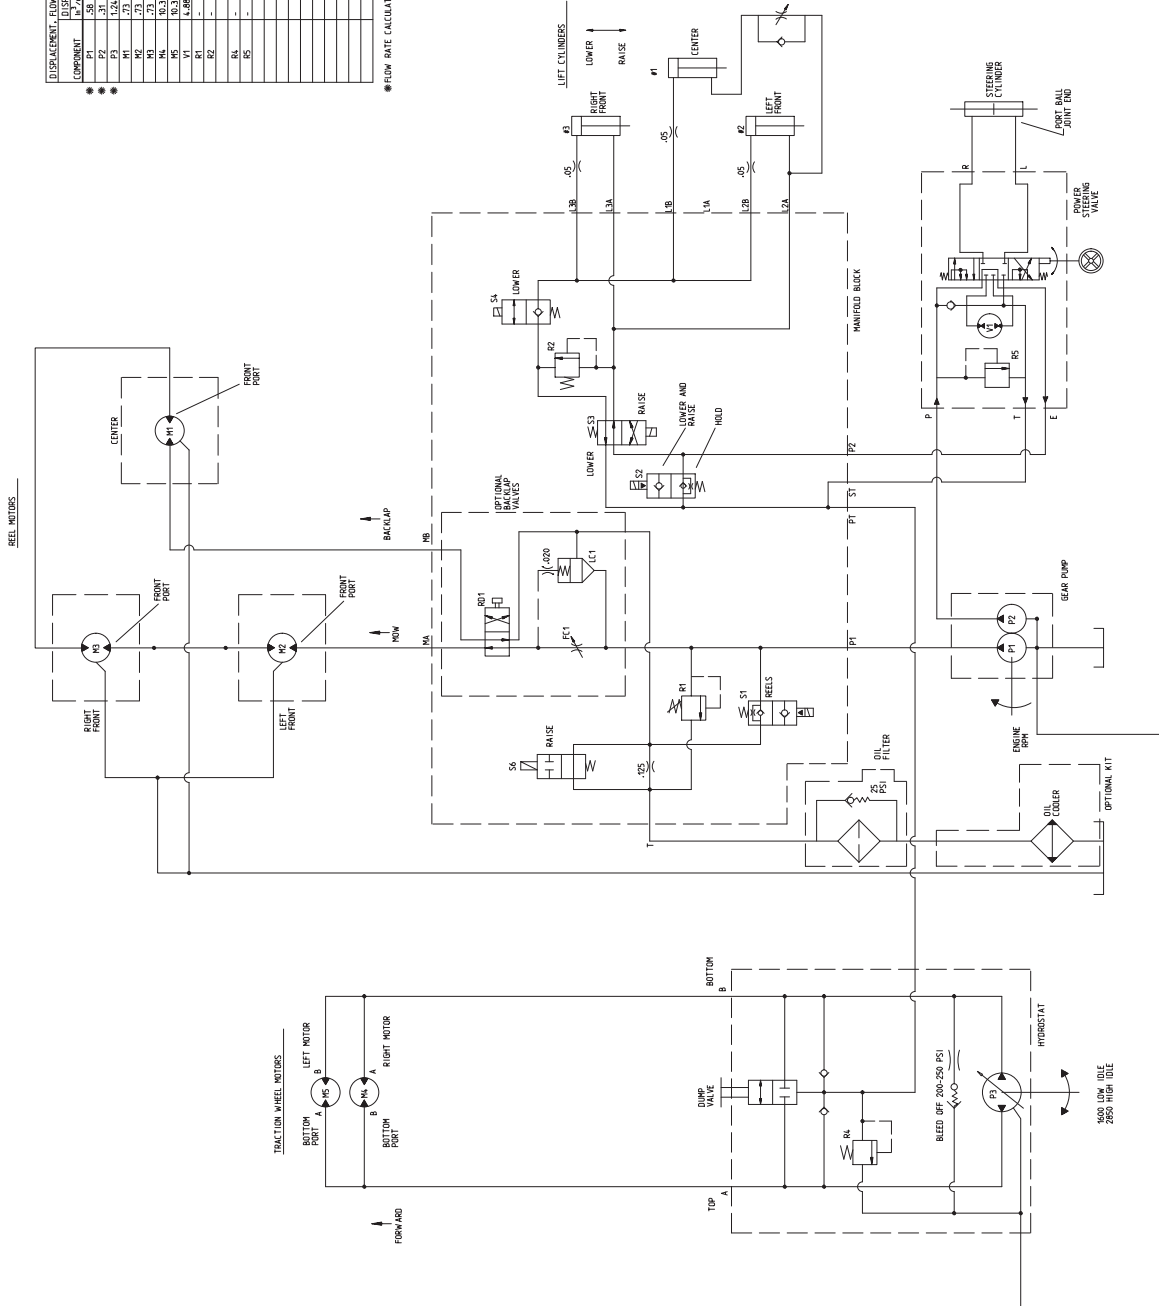 DISPLACEMENT, FLOW
COMPONENT
P1 .58
P2 .31
P3 1.24
M1 .73
M2 .73
M3 .73
M4 10.3
M5 10.3
V1 4.88
R1 -
R2 -
R4 -
R5 -
✱ ✱ ✱
✱ FLOW RATE CALCULAT
LIFT CYLINDERS
LOWER
RAISE
#1
CENTER
#3
RIGHT
FRONT
#2
LEFT
FRONT
.05
.05
.05
L3B
L3A
L1B
L1A
L2B
L2A
STEERING
CYLINDER
PORT BALL
JOINT END
R
L
POWER
STEERING
VALVE
V1
R5
P
T
E
MANIFOLD BLOCK
S4
LOWER
R2
S3
RAISE
LOWER
LOWER AND
RAISE
S2
HOLD
P2
ST
PT
REEL MOTORS
CENTER
M1
FRONT
PORT
M3
FRONT
PORT
RIGHT
FRONT
M2
FRONT
PORT
LEFT
FRONT
BACKLAP
MOW
MB
MA
OPTIONAL
BACKLAP
VALVES
RD1
.020
LC1
FC1
P1
R1
S1
REELS
S6
RAISE
.125
T
GEAR PUMP
P2
P1
ENGINE
RPM
OIL
FILTER
25
PSI
OIL
COOLER
OPTIONAL KIT
TRACTION WHEEL MOTORS
LEFT MOTOR
B
M5
A
BOTTOM
PORT
RIGHT MOTOR
A
M4
B
BOTTOM
PORT
FORWARD
BOTTOM
B
TOP
A
DUMP
VALVE
R4
BLEED OFF 200-250 PSI
P3
HYDROSTAT
1600 LOW IDLE
2850 HIGH IDLE